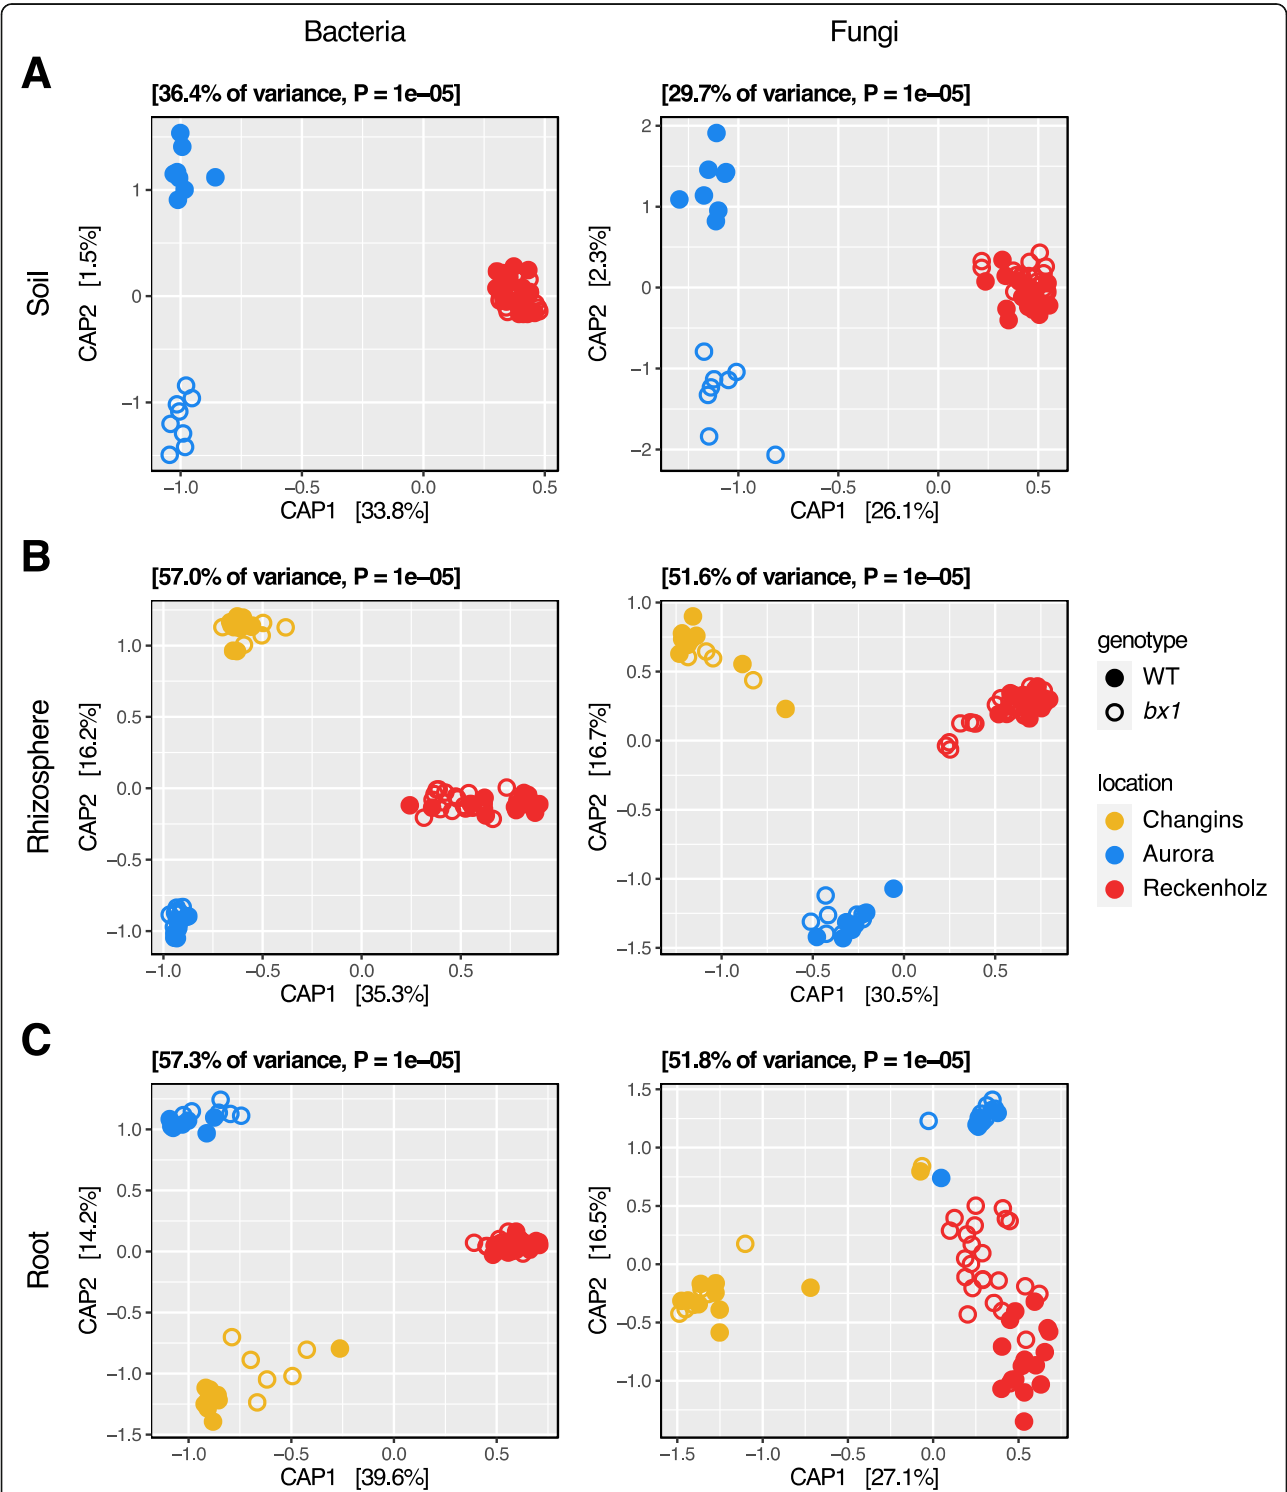 Bacteria Fungi
A
[36.4% of variance, P = 1e–05] [29.7% of variance, P = 1e–05]
Soil
CAP2 [1.5%]
1
0
−1
−1.0 −0.5 0.0 0.5
CAP1 [33.8%]
CAP2 [2.3%]
2
1
0
−1
−2
−1.0 −0.5 0.0 0.5
CAP1 [26.1%]
B
[57.0% of variance, P = 1e–05] [51.6% of variance, P = 1e–05]
Rhizosphere
CAP2 [16.2%]
1.0
0.5
0.0
−0.5
−1.0
−1.0 −0.5 0.0 0.5
CAP1 [35.3%]
CAP2 [16.7%]
1.0
0.5
0.0
−0.5
−1.0
−1.5
−1.0 −0.5 0.0 0.5
CAP1 [30.5%]
genotype
WT
bx1
location
Changins
Aurora
Reckenholz
C
[57.3% of variance, P = 1e–05] [51.8% of variance, P = 1e–05]
Root
CAP2 [14.2%]
1.0
0.5
0.0
−0.5
−1.0
−1.5
−1.0 −0.5 0.0 0.5
CAP1 [39.6%]
CAP2 [16.5%]
1.5
1.0
0.5
0.0
−0.5
−1.0
−1.5 −1.0 −0.5 0.0 0.5
CAP1 [27.1%]